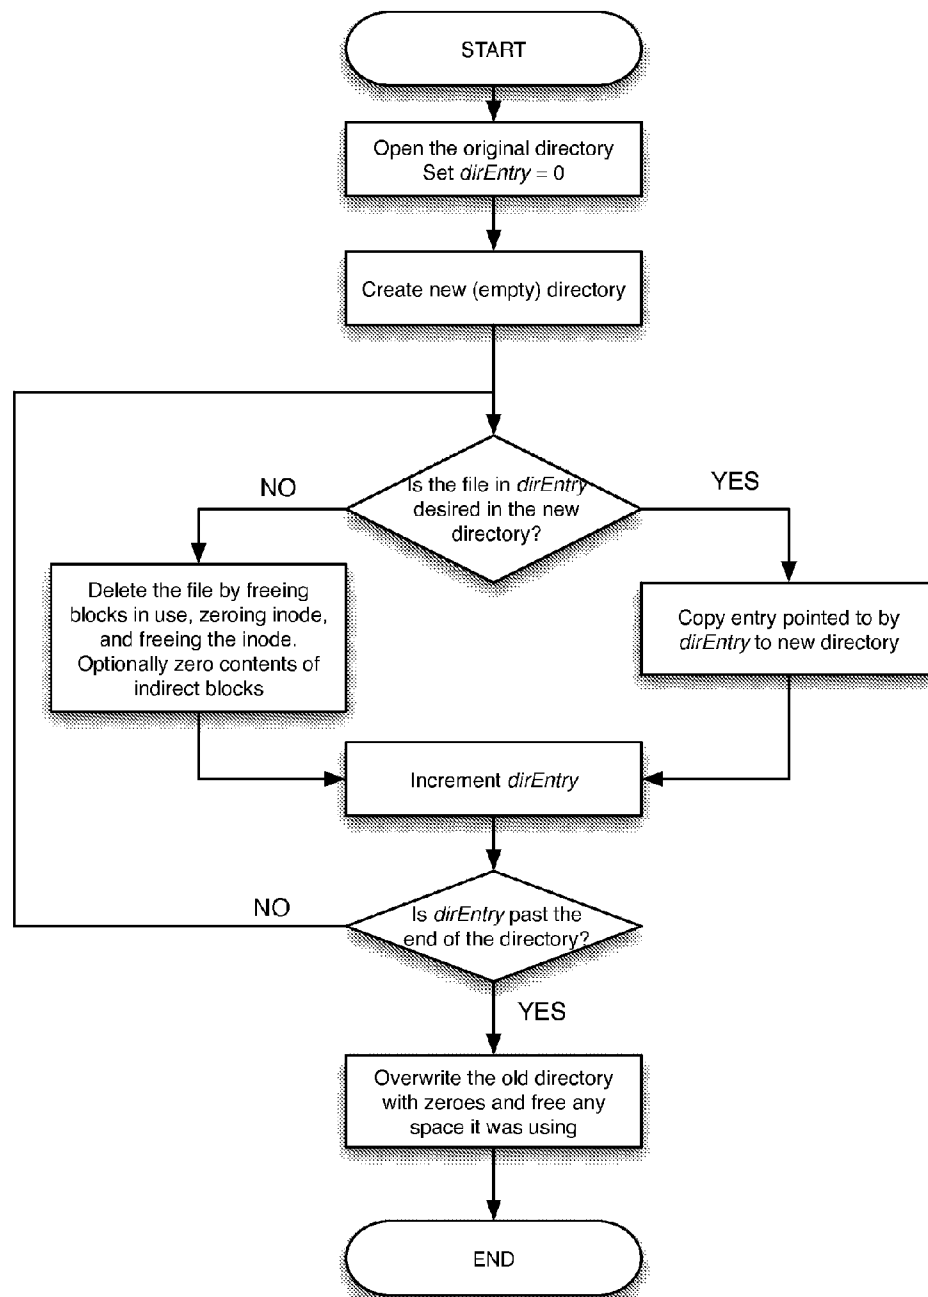 START
Open the original directory
Set dirEntry = 0
Create new (empty) directory
Is the file in dirEntry
desired in the new
directory?
NO
YES
Delete the file by freeing
blocks in use, zeroing inode,
and freeing the inode.
Optionally zero contents of
indirect blocks
Copy entry pointed to by
dirEntry to new directory
Increment dirEntry
Is dirEntry past the
end of the directory?
NO
YES
Overwrite the old directory
with zeroes and free any
space it was using
END